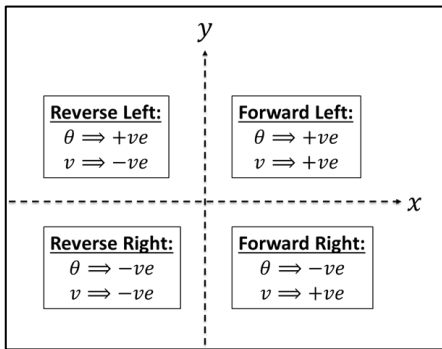 y
Reverse Left:
θ ⟹ +ve
v ⟹ −ve
Forward Left:
θ ⟹ +ve
v ⟹ +ve
x
Reverse Right:
θ ⟹ −ve
v ⟹ −ve
Forward Right:
θ ⟹ −ve
v ⟹ +ve